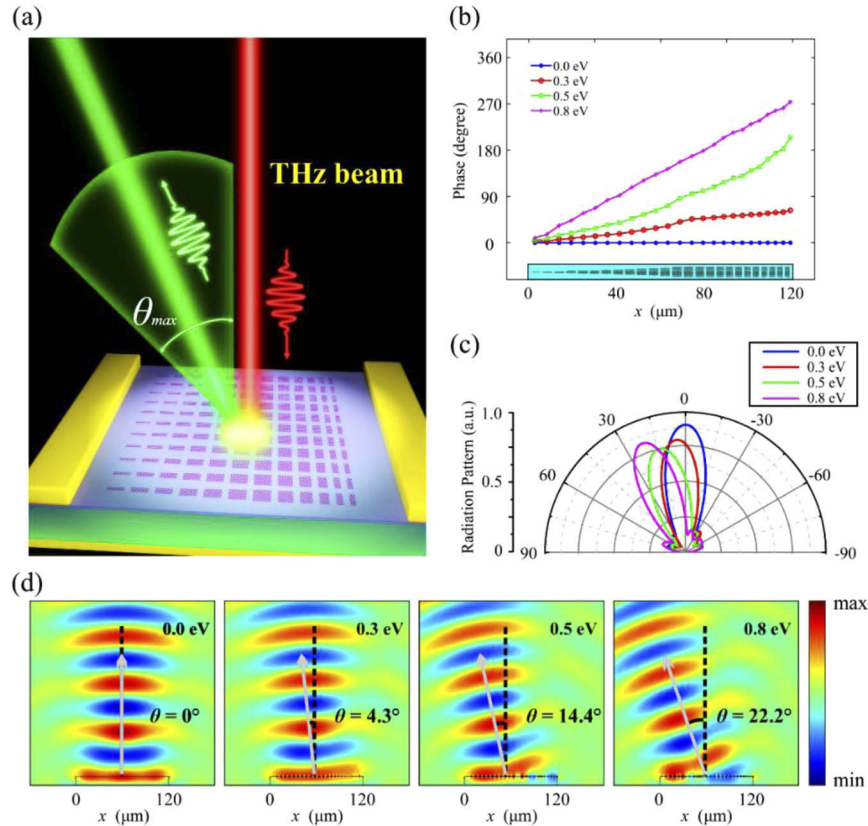 (a)
THz beam
θmax
(b)
360
270
180
90
0
Phase (degree)
0.0 eV
0.3 eV
0.5 eV
0.8 eV
0 40 80 120
x (μm)
(c)
0.0 eV
0.3 eV
0.5 eV
0.8 eV
Radiation Pattern (a.u.)
1.0
0.5
0
90 60 30 0 -30 -60 -90
(d)
0.0 eV
θ = 0°
0 120
x (μm)
0.3 eV
θ = 4.3°
0 120
x (μm)
0.5 eV
θ = 14.4°
0 120
x (μm)
0.8 eV
θ = 22.2°
0 120
x (μm)
max
min